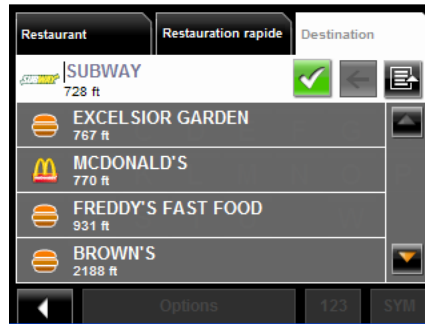 Restaurant Restauration rapide Destination
SUBWAY
728 ft
EXCELSIOR GARDEN
767 ft
MCDONALD'S
770 ft
FREDDY'S FAST FOOD
931 ft
BROWN'S
2188 ft
Options 123 SYM